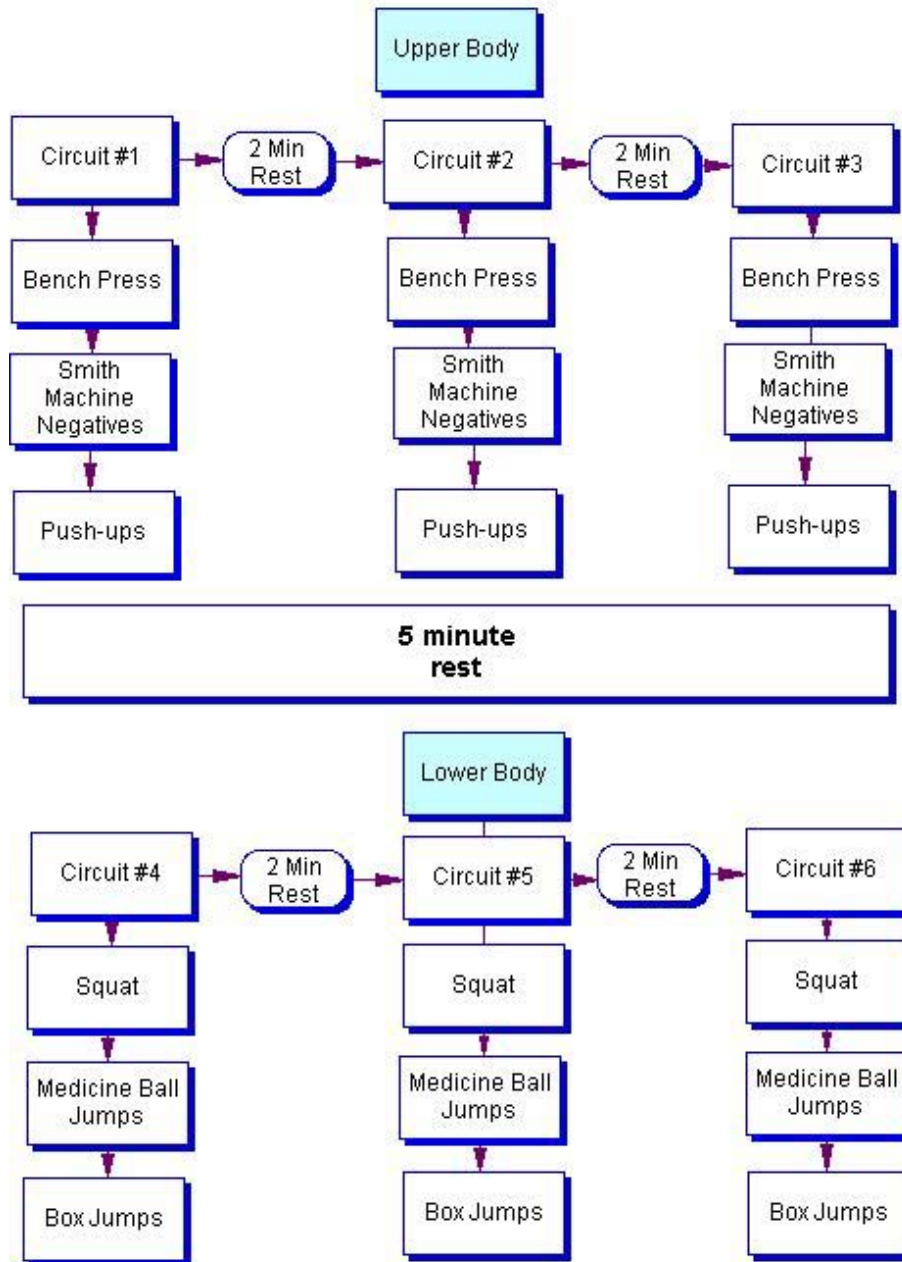 Upper Body
Circuit #1
2 Min
Rest
Circuit #2
2 Min
Rest
Circuit #3
Bench Press
Bench Press
Bench Press
Smith
Machine
Negatives
Smith
Machine
Negatives
Smith
Machine
Negatives
Push-ups
Push-ups
Push-ups
5 minute
rest
Lower Body
Circuit #4
2 Min
Rest
Circuit #5
2 Min
Rest
Circuit #6
Squat
Squat
Squat
Medicine Ball
Jumps
Medicine Ball
Jumps
Medicine Ball
Jumps
Box Jumps
Box Jumps
Box Jumps